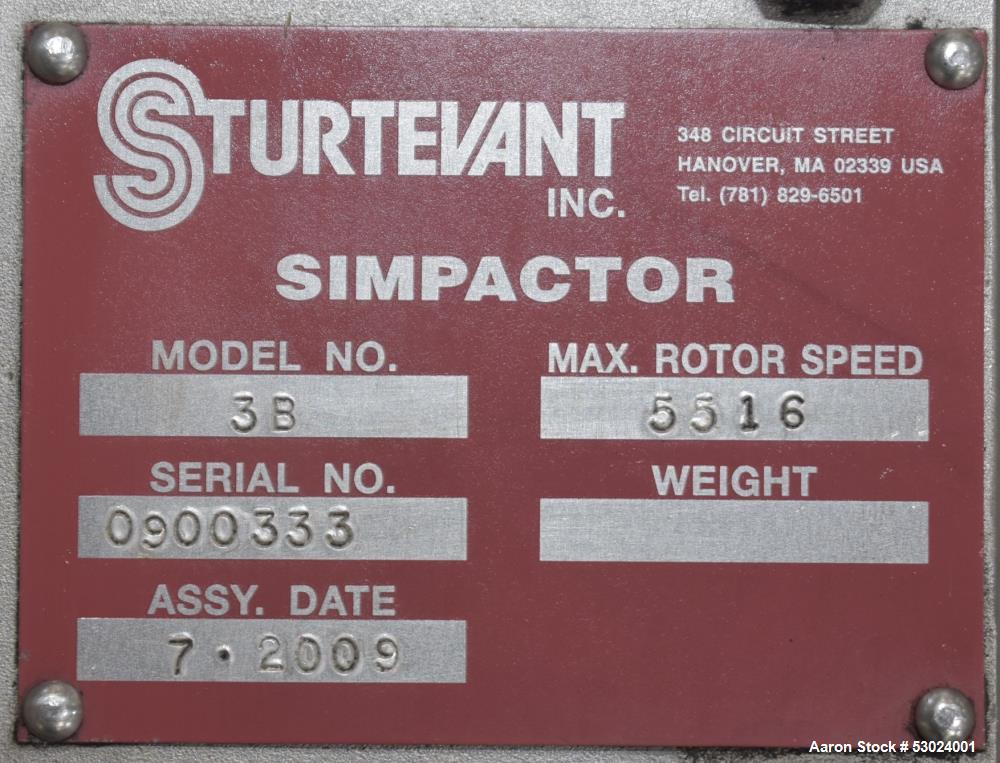 STURTEVANT
INC.
348 CIRCUIT STREET
HANOVER, MA 02339 USA
Tel. (781) 829-6501
SIMPACTOR
MODEL NO.
3B
MAX. ROTOR SPEED
5516
SERIAL NO.
0900333
WEIGHT
ASSY. DATE
7 · 2009
Aaron Stock # 53024001